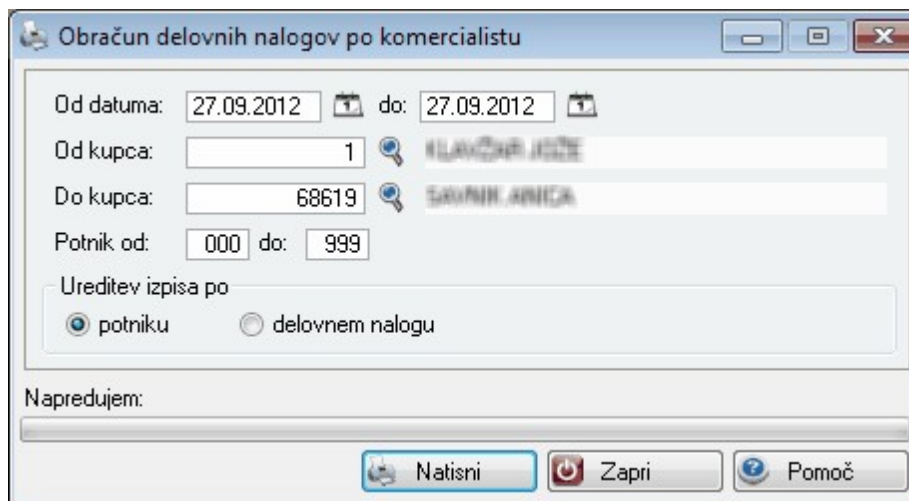 Obračun delovnih nalogov po komercialistu
Od datuma: 27.09.2012 do: 27.09.2012
Od kupca: 1
Do kupca: 68619
Potnik od: 000 do: 999
Ureditev izpisa po
potniku delovnem nalogu
Napredujem:
Natisni Zapri Pomoč